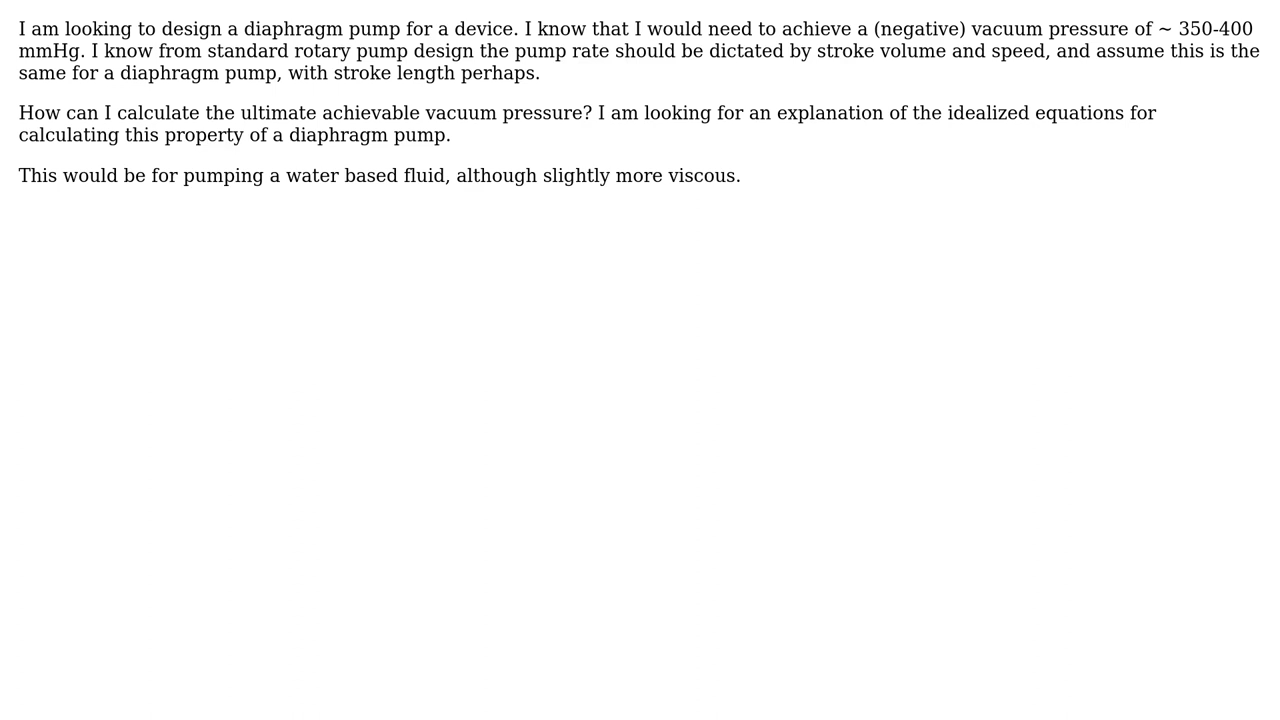 I am looking to design a diaphragm pump for a device. I know that I would need to achieve a (negative) vacuum pressure of ~ 350-400
mmHg. I know from standard rotary pump design the pump rate should be dictated by stroke volume and speed, and assume this is the
same for a diaphragm pump, with stroke length perhaps.
How can I calculate the ultimate achievable vacuum pressure? I am looking for an explanation of the idealized equations for
calculating this property of a diaphragm pump.
This would be for pumping a water based fluid, although slightly more viscous.